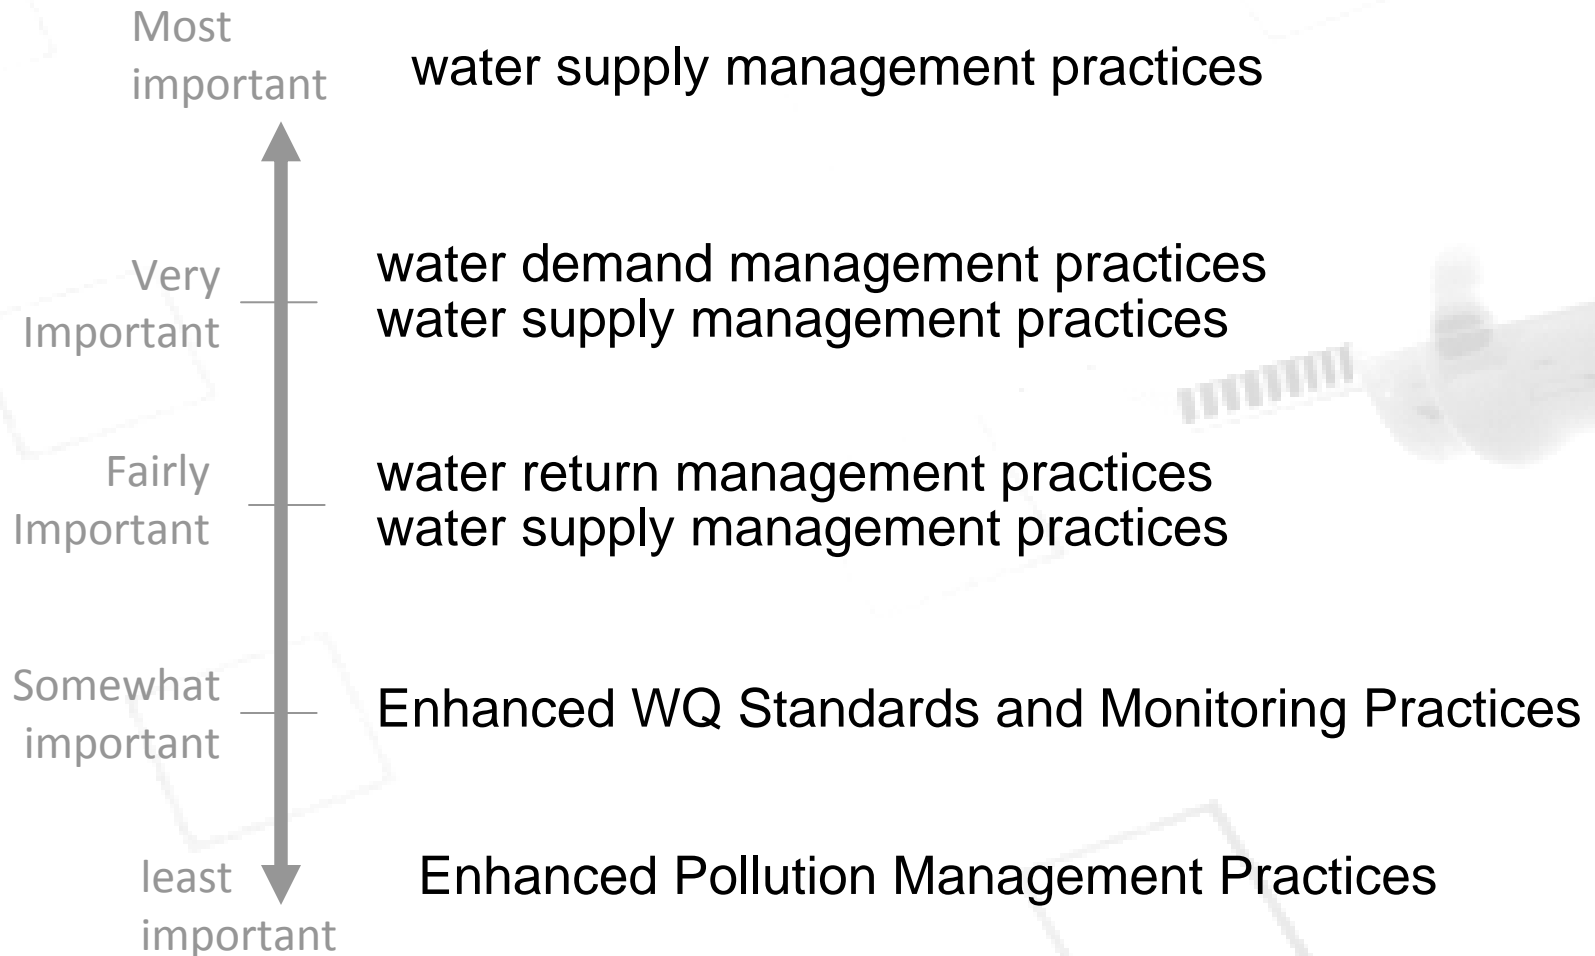 Most
important
water supply management practices
Very
Important
water demand management practices
water supply management practices
Fairly
Important
water return management practices
water supply management practices
Somewhat
important
Enhanced WQ Standards and Monitoring Practices
least
important
Enhanced Pollution Management Practices